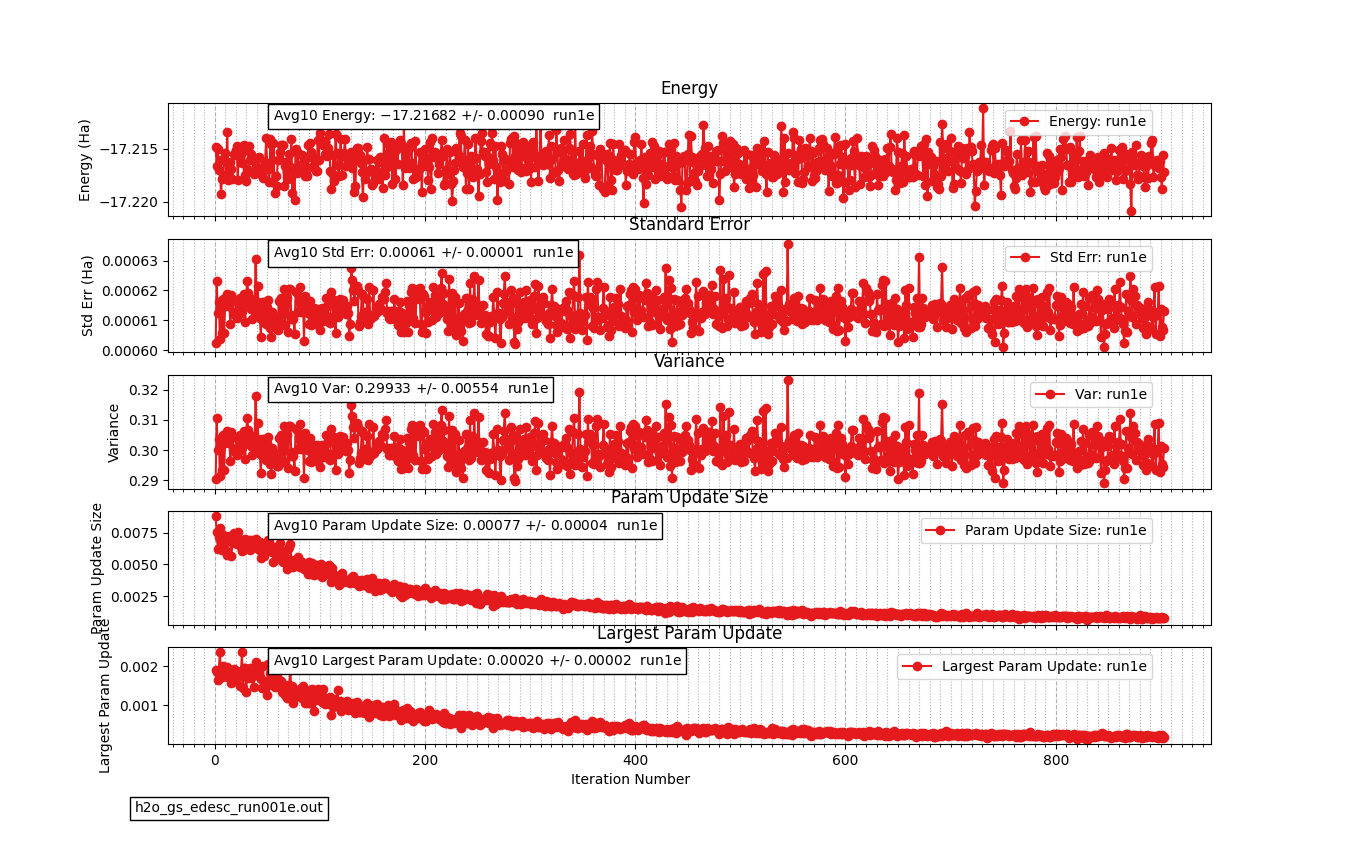 Energy
Avg10 Energy: −17.21682 +/- 0.00090 run1e
Energy: run1e
Energy (Ha)
−17.215
−17.220
Standard Error
Avg10 Std Err: 0.00061 +/- 0.00001 run1e
Std Err: run1e
Std Err (Ha)
0.00063
0.00062
0.00061
0.00060
Variance
Avg10 Var: 0.29933 +/- 0.00554 run1e
Var: run1e
Variance
0.32
0.31
0.30
0.29
Param Update Size
Avg10 Param Update Size: 0.00077 +/- 0.00004 run1e
Param Update Size: run1e
Param Update Size
0.0075
0.0050
0.0025
Largest Param Update
Avg10 Largest Param Update: 0.00020 +/- 0.00002 run1e
Largest Param Update: run1e
Largest Param Update
0.002
0.001
0 200 400 600 800
Iteration Number
h2o_gs_edesc_run001e.out